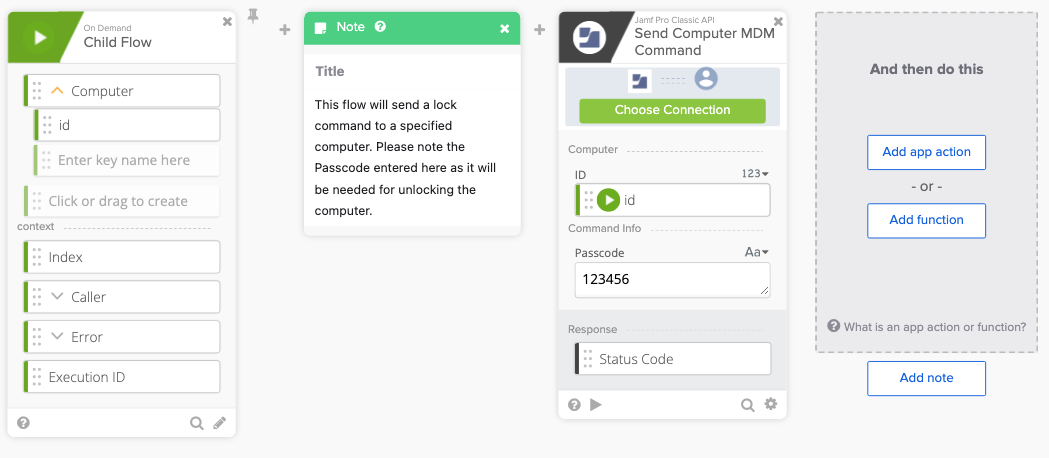 On Demand
Child Flow
Computer
id
Enter key name here
Click or drag to create
context
Index
Caller
Error
Execution ID
Note
Title
This flow will send a lock
command to a specified
computer. Please note the
Passcode entered here as it will
be needed for unlocking the
computer.
Jamf Pro Classic API
Send Computer MDM
Command
Choose Connection
Computer
ID
123
id
Command Info
Passcode
Aa
123456
Response
Status Code
And then do this
Add app action
- or -
Add function
What is an app action or function?
Add note